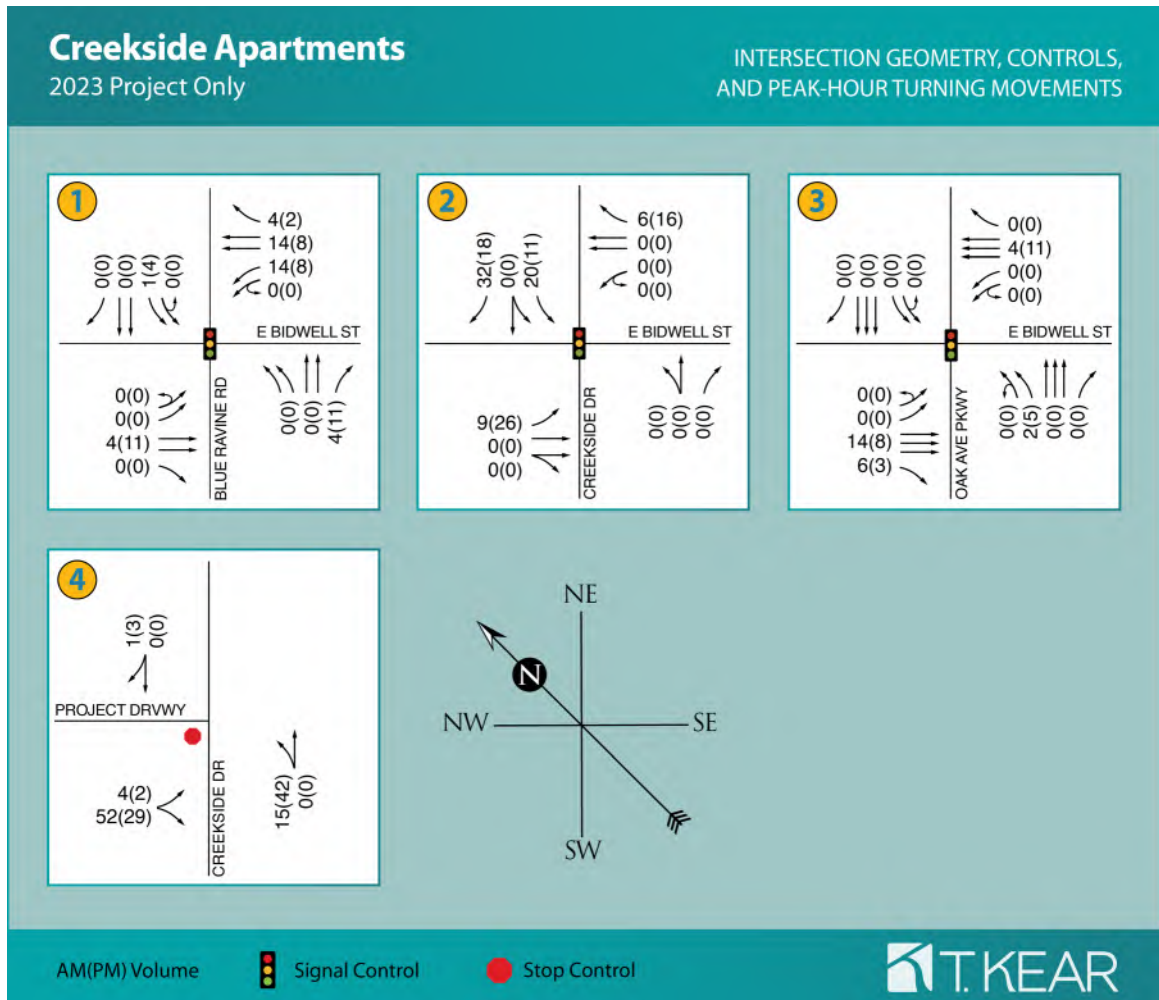 Creekside Apartments
2023 Project Only
INTERSECTION GEOMETRY, CONTROLS,
AND PEAK-HOUR TURNING MOVEMENTS
1
0(0)
0(0)
1(4)
0(0)
4(2)
14(8)
14(8)
0(0)
E BIDWELL ST
0(0)
0(0)
4(11)
0(0)
BLUE RAVINE RD
0(0)
0(0)
4(11)
2
32(18)
0(0)
20(11)
6(16)
0(0)
0(0)
0(0)
E BIDWELL ST
9(26)
0(0)
0(0)
CREEKSIDE DR
0(0)
0(0)
0(0)
3
0(0)
0(0)
0(0)
0(0)
0(0)
4(11)
0(0)
0(0)
E BIDWELL ST
0(0)
0(0)
14(8)
6(3)
OAK AVE PKWY
0(0)
2(5)
0(0)
0(0)
4
1(3)
0(0)
PROJECT DRVWY
4(2)
52(29)
CREEKSIDE DR
15(42)
0(0)
NE
N
NW
SE
SW
AM(PM) Volume
Signal Control
Stop Control
T. KEAR